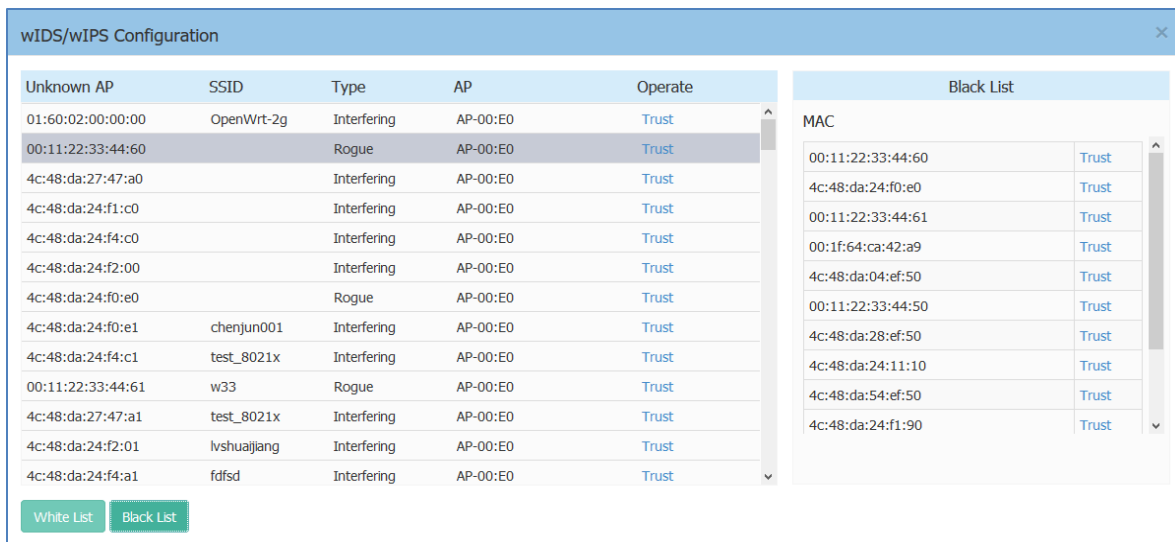 wIDS/wIPS Configuration ×
Unknown AP SSID Type AP Operate
01:60:02:00:00:00 OpenWrt-2g Interfering AP-00:E0 Trust
00:11:22:33:44:60 Rogue AP-00:E0 Trust
4c:48:da:27:47:a0 Interfering AP-00:E0 Trust
4c:48:da:24:f1:c0 Interfering AP-00:E0 Trust
4c:48:da:24:f4:c0 Interfering AP-00:E0 Trust
4c:48:da:24:f2:00 Interfering AP-00:E0 Trust
4c:48:da:24:f0:e0 Rogue AP-00:E0 Trust
4c:48:da:24:f0:e1 chenjun001 Interfering AP-00:E0 Trust
4c:48:da:24:f4:c1 test_8021x Interfering AP-00:E0 Trust
00:11:22:33:44:61 w33 Rogue AP-00:E0 Trust
4c:48:da:27:47:a1 test_8021x Interfering AP-00:E0 Trust
4c:48:da:24:f2:01 lvshuaijiang Interfering AP-00:E0 Trust
4c:48:da:24:f4:a1 fdfsd Interfering AP-00:E0 Trust
White List Black List
Black List
MAC
00:11:22:33:44:60 Trust
4c:48:da:24:f0:e0 Trust
00:11:22:33:44:61 Trust
00:1f:64:ca:42:a9 Trust
4c:48:da:04:ef:50 Trust
00:11:22:33:44:50 Trust
4c:48:da:28:ef:50 Trust
4c:48:da:24:11:10 Trust
4c:48:da:54:ef:50 Trust
4c:48:da:24:f1:90 Trust